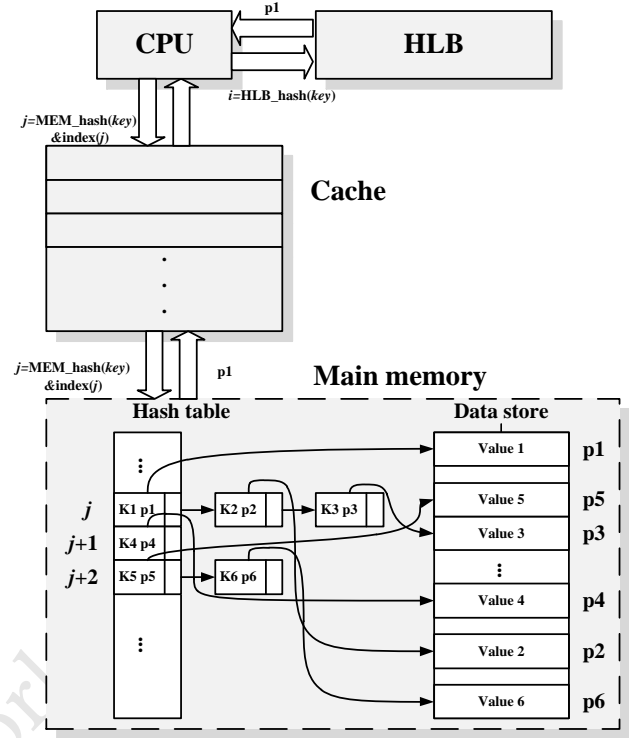 p1
CPU
HLB
i=HLB_hash(key)
j=MEM_hash(key)
&index(j)
Cache
j=MEM_hash(key)
&index(j)
p1
Main memory
Hash table
Data store
Value 1 p1
j K1 p1 K2 p2 K3 p3
Value 5 p5
j+1 K4 p4
Value 3 p3
j+2 K5 p5 K6 p6
Value 4 p4
Value 2 p2
Value 6 p6